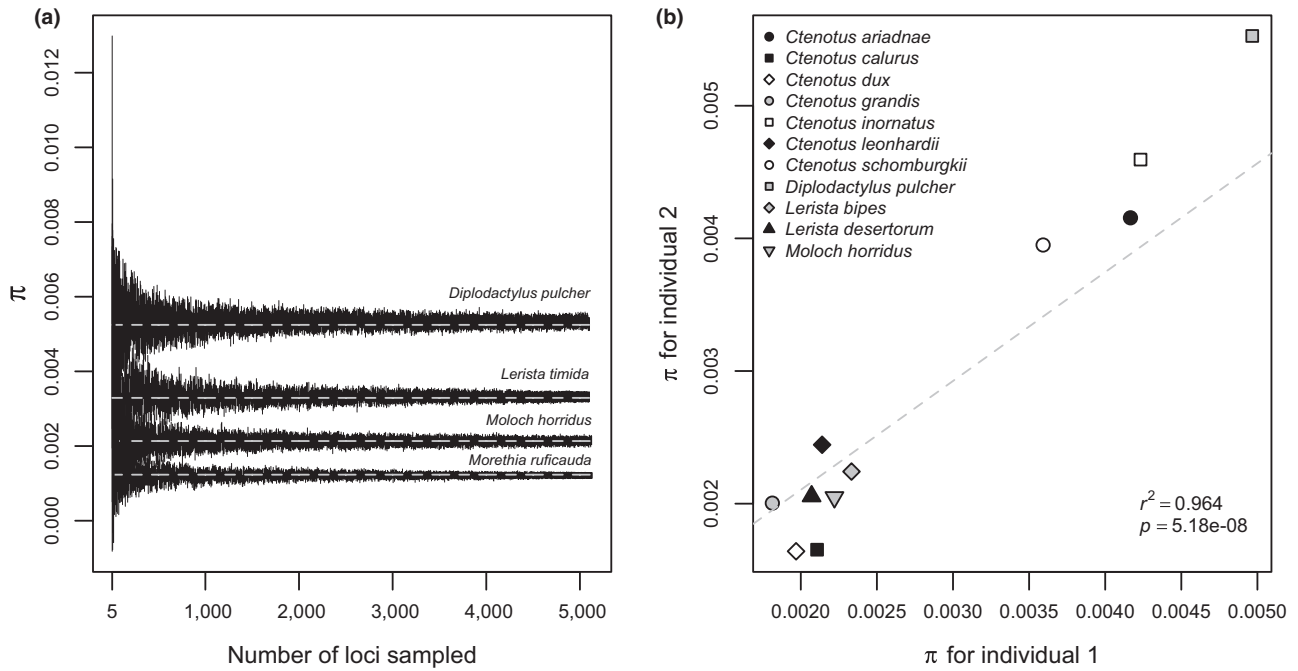 (a)
π
0.012
0.010
0.008
0.006
0.004
0.002
0.000
Diplodactylus pulcher
Lerista timida
Moloch horridus
Morethia ruficauda
5 1,000 2,000 3,000 4,000 5,000
Number of loci sampled
(b)
π for individual 2
0.005
0.004
0.003
0.002
Ctenotus ariadnae
Ctenotus calurus
Ctenotus dux
Ctenotus grandis
Ctenotus inornatus
Ctenotus leonhardii
Ctenotus schomburgkii
Diplodactylus pulcher
Lerista bipes
Lerista desertorum
Moloch horridus
r² = 0.964
p = 5.18e-08
0.0020 0.0025 0.0030 0.0035 0.0040 0.0045 0.0050
π for individual 1